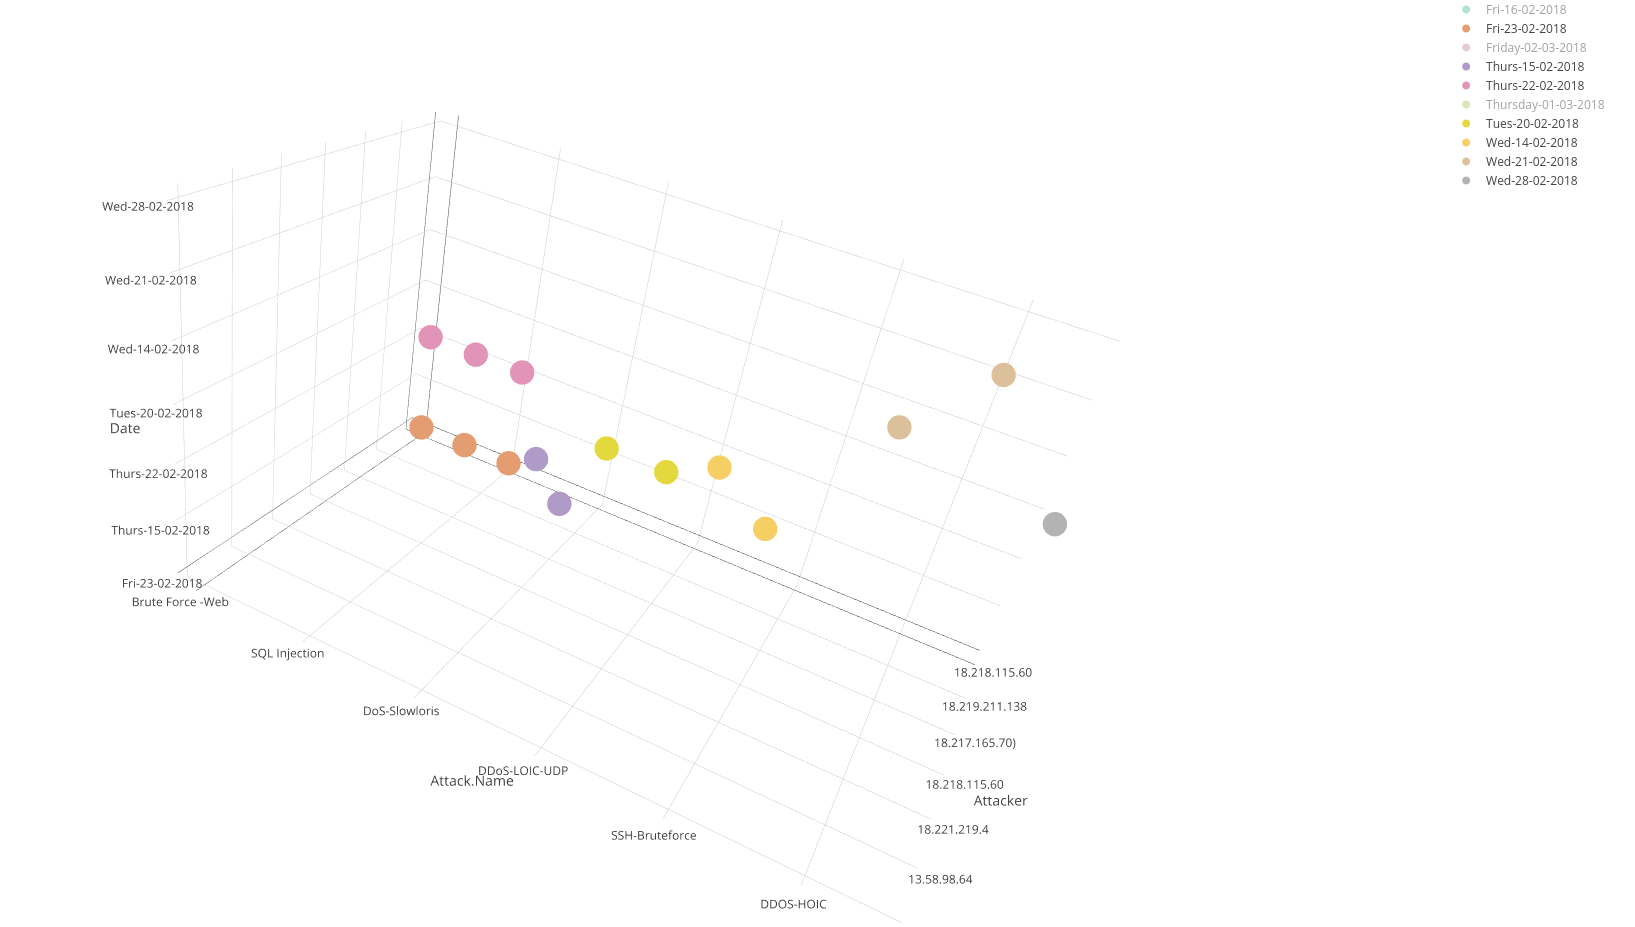 Fri-16-02-2018
Fri-23-02-2018
Friday-02-03-2018
Thurs-15-02-2018
Thurs-22-02-2018
Thursday-01-03-2018
Tues-20-02-2018
Wed-14-02-2018
Wed-21-02-2018
Wed-28-02-2018
Wed-28-02-2018
Wed-21-02-2018
Wed-14-02-2018
Tues-20-02-2018
Date
Thurs-22-02-2018
Thurs-15-02-2018
Fri-23-02-2018
Brute Force -Web
SQL Injection
DoS-Slowloris
DDoS-LOIC-UDP
Attack.Name
SSH-Bruteforce
DDOS-HOIC
18.218.115.60
18.219.211.138
18.217.165.70)
18.218.115.60
Attacker
18.221.219.4
13.58.98.64